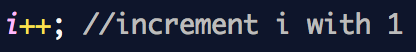 i++; //increment i with 1